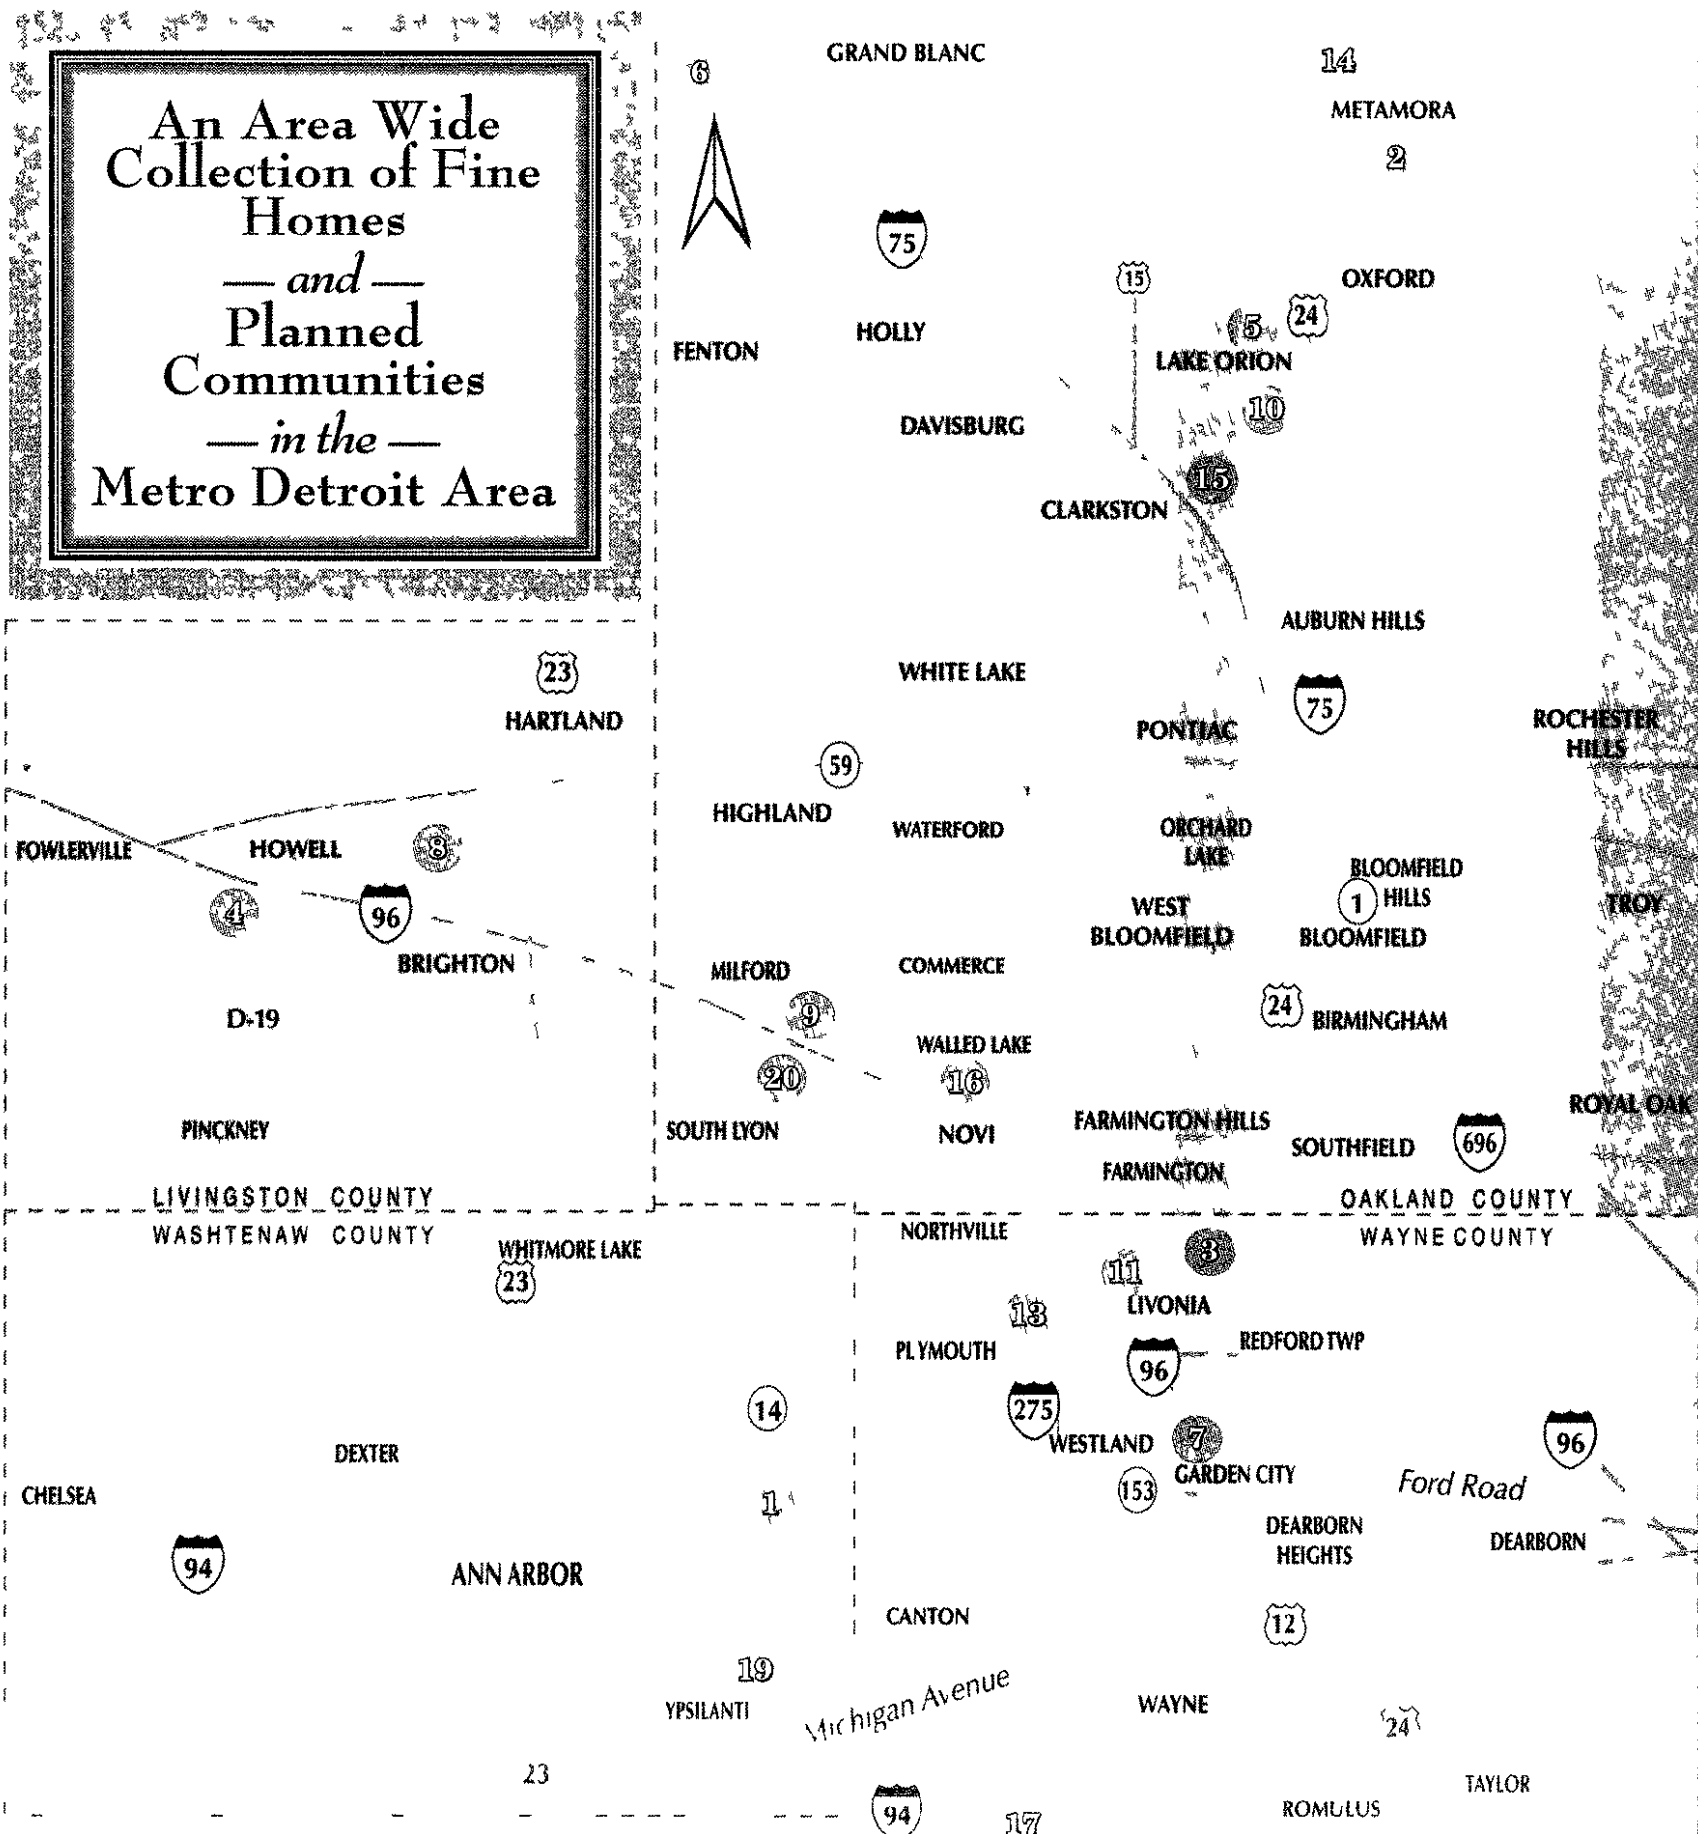 An Area Wide
Collection of Fine
Homes
— and —
Planned
Communities
— in the —
Metro Detroit Area
6
GRAND BLANC
14
METAMORA
2
75
15
OXFORD
24
5
HOLLY
FENTON
LAKE ORION
10
DAVISBURG
15
CLARKSTON
AUBURN HILLS
23
WHITE LAKE
HARTLAND
75
PONTIAC
ROCHESTER
HILLS
59
HIGHLAND
WATERFORD
ORCHARD
LAKE
FOWLERVILLE
HOWELL
8
BLOOMFIELD
HILLS
1
4
96
WEST
BLOOMFIELD
BLOOMFIELD
TROY
BRIGHTON
MILFORD
COMMERCE
D-19
9
24
BIRMINGHAM
WALLED LAKE
20
16
PINCKNEY
SOUTH LYON
NOVI
FARMINGTON HILLS
SOUTHFIELD
696
ROYAL OAK
FARMINGTON
LIVINGSTON COUNTY
OAKLAND COUNTY
WASHTENAW COUNTY
WAYNE COUNTY
WHITMORE LAKE
23
NORTHVILLE
3
11
LIVONIA
13
PLYMOUTH
REDFORD TWP
96
14
275
WESTLAND
7
96
DEXTER
GARDEN CITY
153
Ford Road
CHELSEA
1
DEARBORN
HEIGHTS
DEARBORN
94
ANN ARBOR
CANTON
12
19
YPSILANTI
Michigan Avenue
WAYNE
24
23
TAYLOR
94
17
ROMULUS